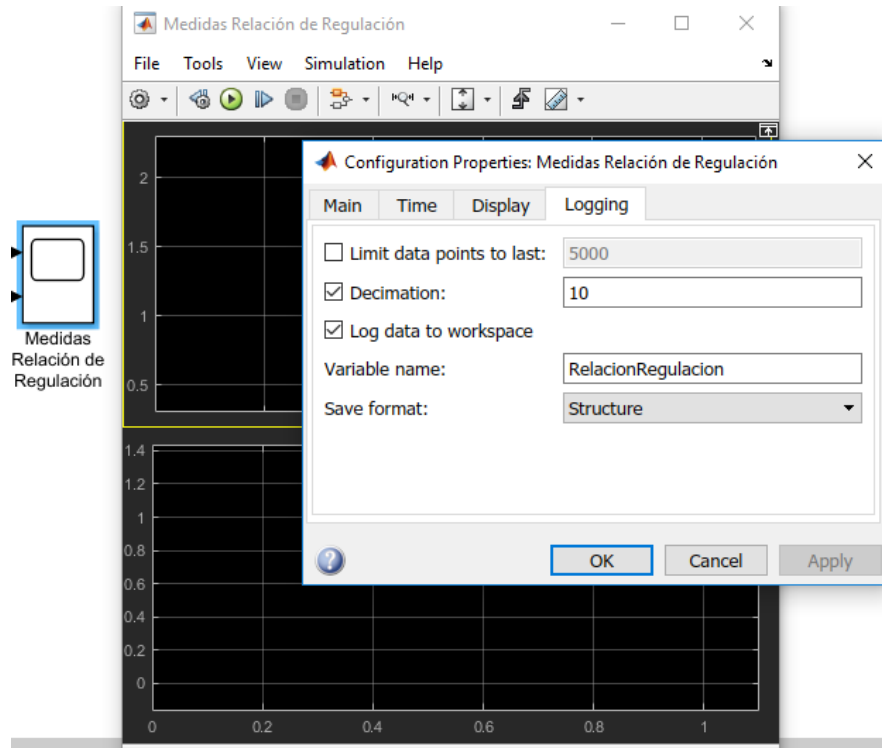 Medidas Relación de Regulación
File Tools View Simulation Help
Configuration Properties: Medidas Relación de Regulación
Main Time Display Logging
Limit data points to last: 5000
Decimation: 10
Log data to workspace
Variable name: RelacionRegulacion
Save format: Structure
OK Cancel Apply
Medidas
Relación de
Regulación
2
1.5
1
0.5
1.4
1.2
1
0.8
0.6
0.4
0.2
0
0 0.2 0.4 0.6 0.8 1